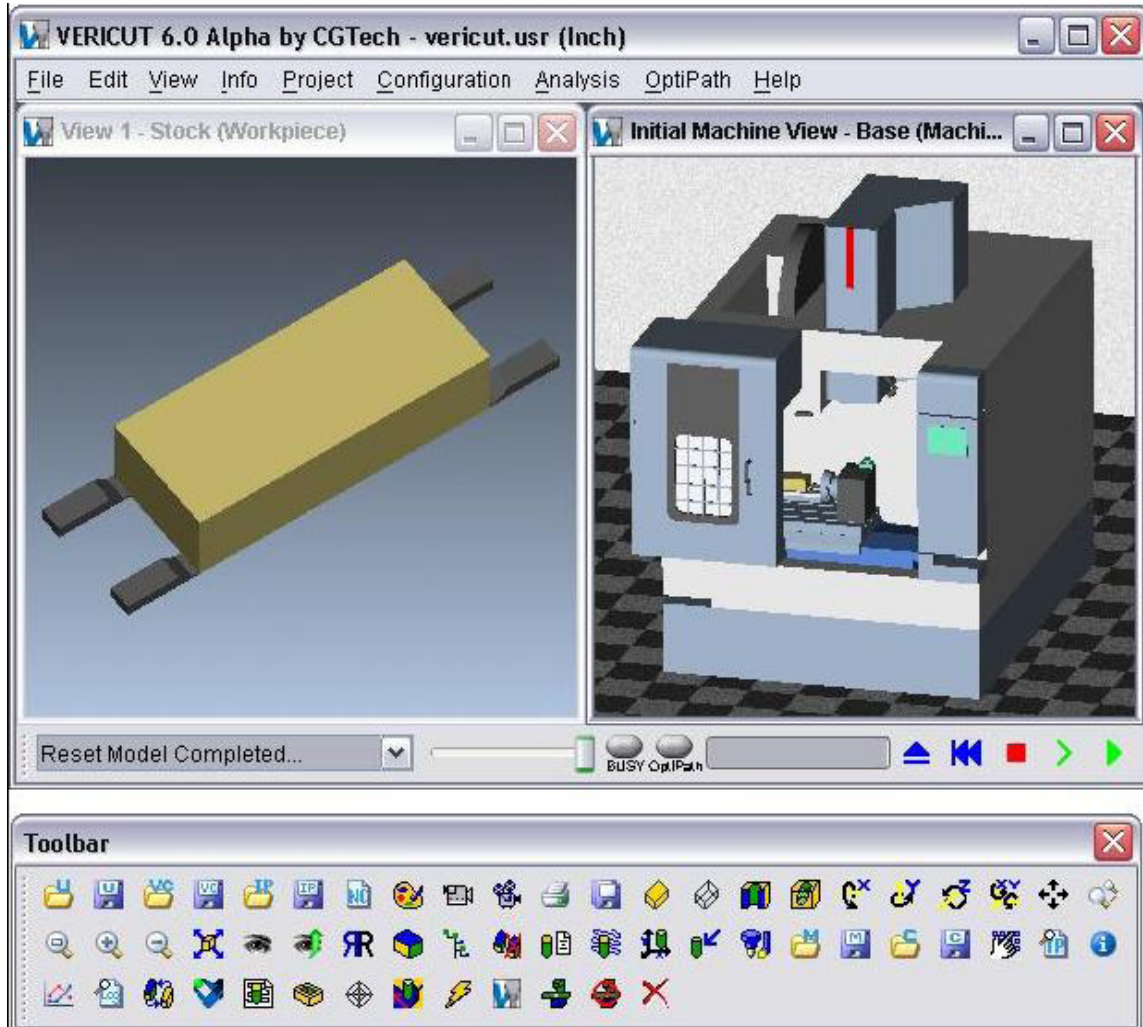 VERICUT 6.0 Alpha by CGTech - vericut.usr (Inch)
File Edit View Info Project Configuration Analysis OptiPath Help
View 1 - Stock (Workpiece)
Initial Machine View - Base (Machi...
Reset Model Completed...
BUSY OptiPath
Toolbar